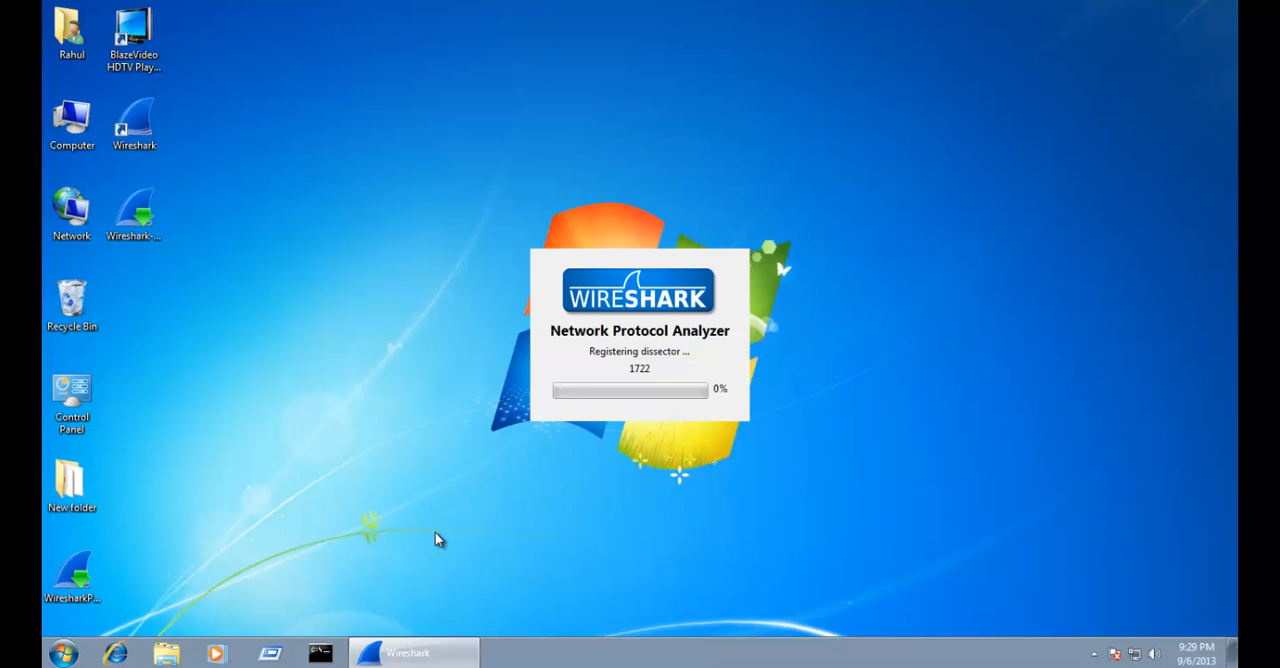 Rahul
BlazeVideo
HDTV Play...
Computer
Wireshark
Network
Wireshark-...
Recycle Bin
Control
Panel
New folder
WiresharkP...
WIRESHARK
Network Protocol Analyzer
Registering dissector ...
1722
0%
C:\_
Wireshark
9:29 PM
9/6/2013